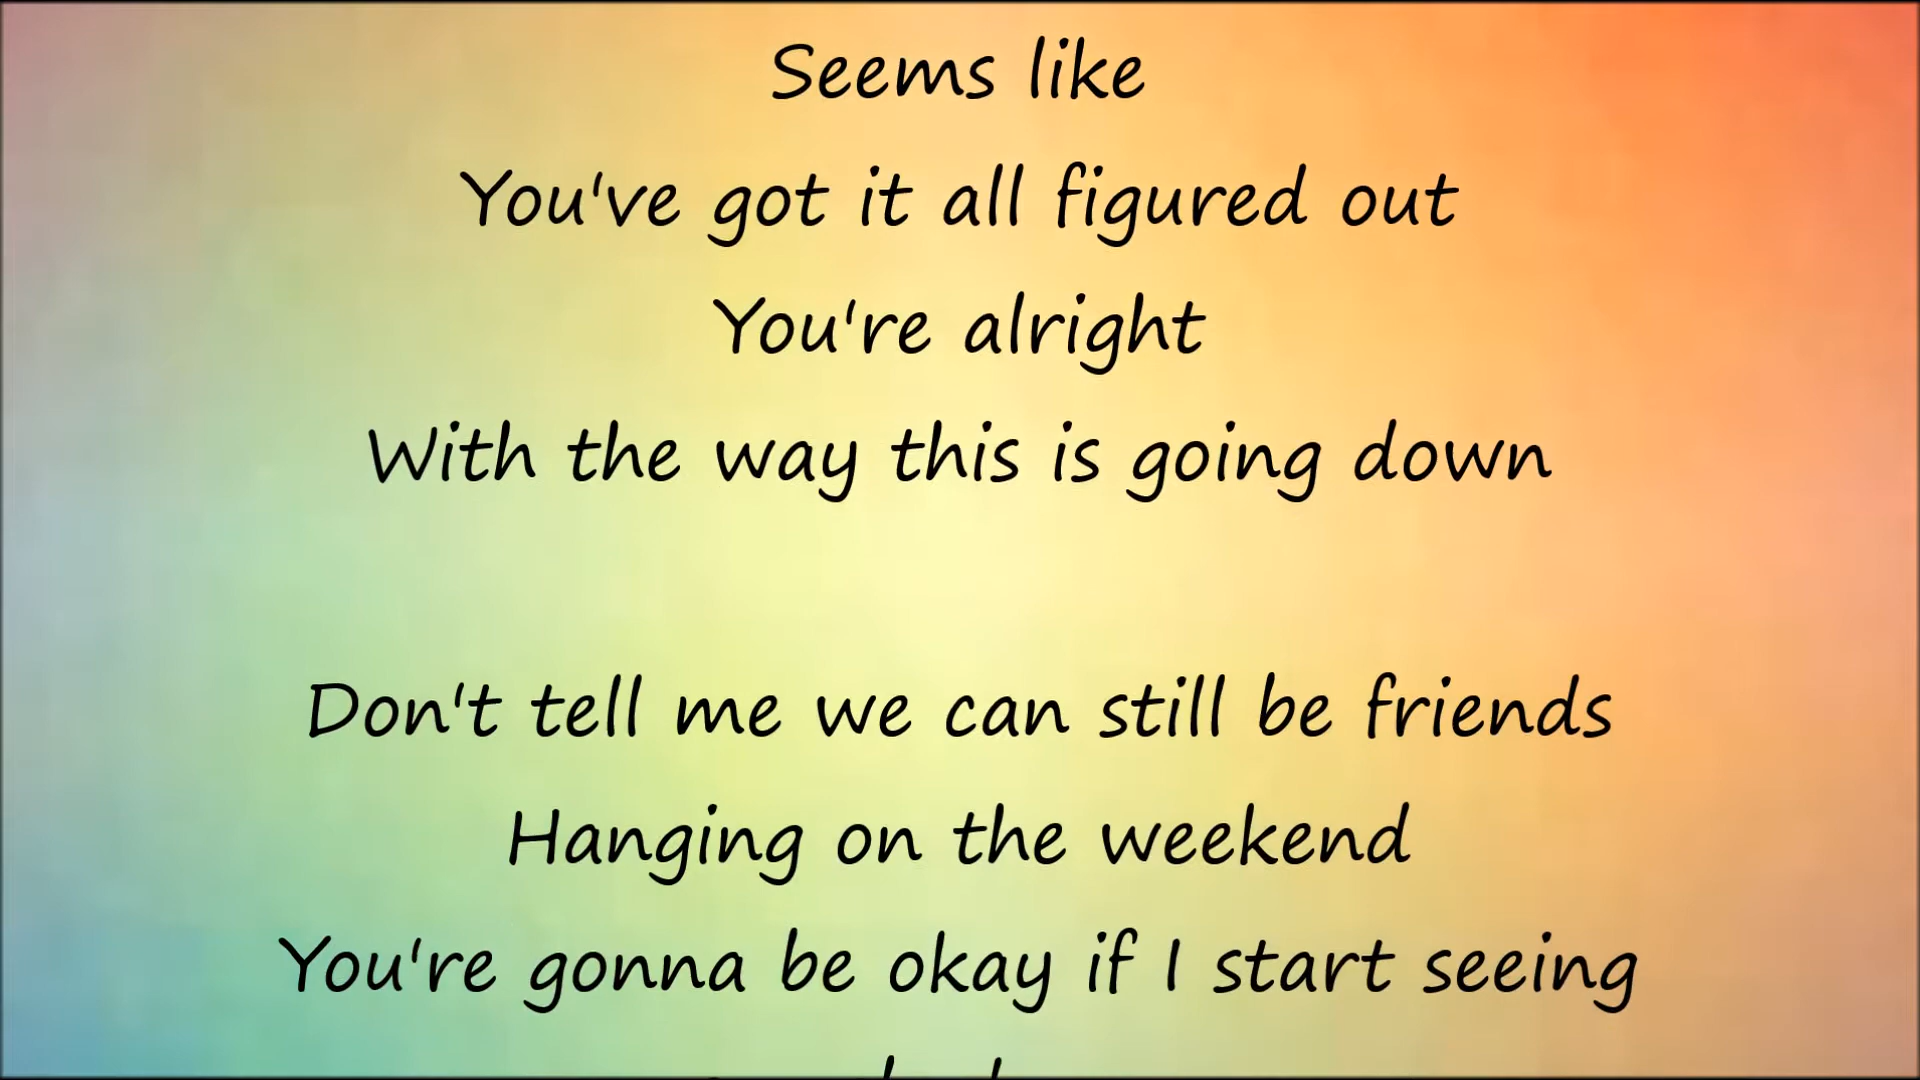 Seems like
You've got it all figured out
You're alright
With the way this is going down
Don't tell me we can still be friends
Hanging on the weekend
You're gonna be okay if I start seeing